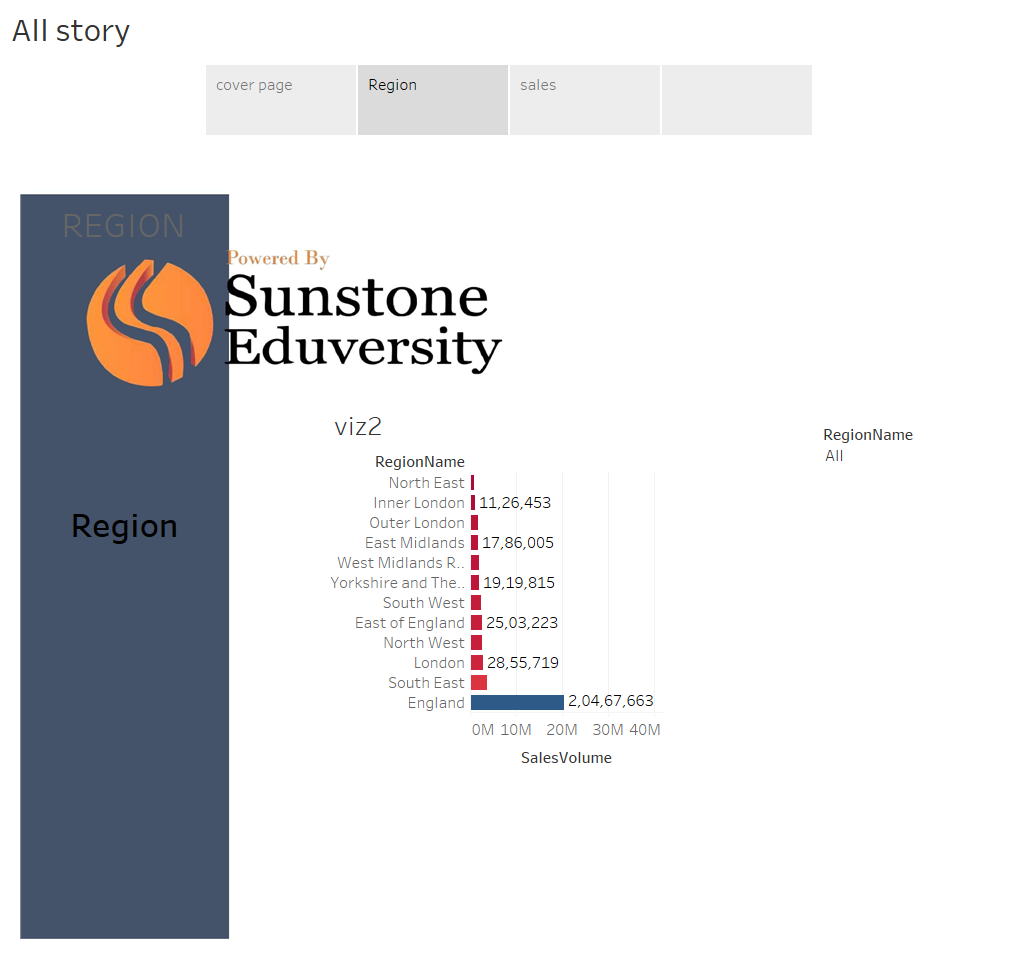 All story
cover page
Region
sales
REGION
Powered By
Sunstone
Eduversity
Region
viz2
RegionName
North East
Inner London 11,26,453
Outer London
East Midlands 17,86,005
West Midlands R..
Yorkshire and The.. 19,19,815
South West
East of England 25,03,223
North West
London 28,55,719
South East
England 2,04,67,663
0M 10M 20M 30M 40M
SalesVolume
RegionName
All